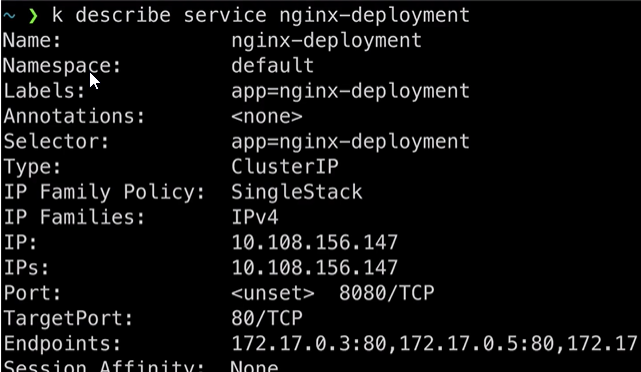 ~ ❯ k describe service nginx-deployment
Name:              nginx-deployment
Namespace:         default
Labels:            app=nginx-deployment
Annotations:       <none>
Selector:          app=nginx-deployment
Type:              ClusterIP
IP Family Policy:  SingleStack
IP Families:       IPv4
IP:                10.108.156.147
IPs:               10.108.156.147
Port:              <unset>  8080/TCP
TargetPort:        80/TCP
Endpoints:         172.17.0.3:80,172.17.0.5:80,172.17
Session Affinity:  None